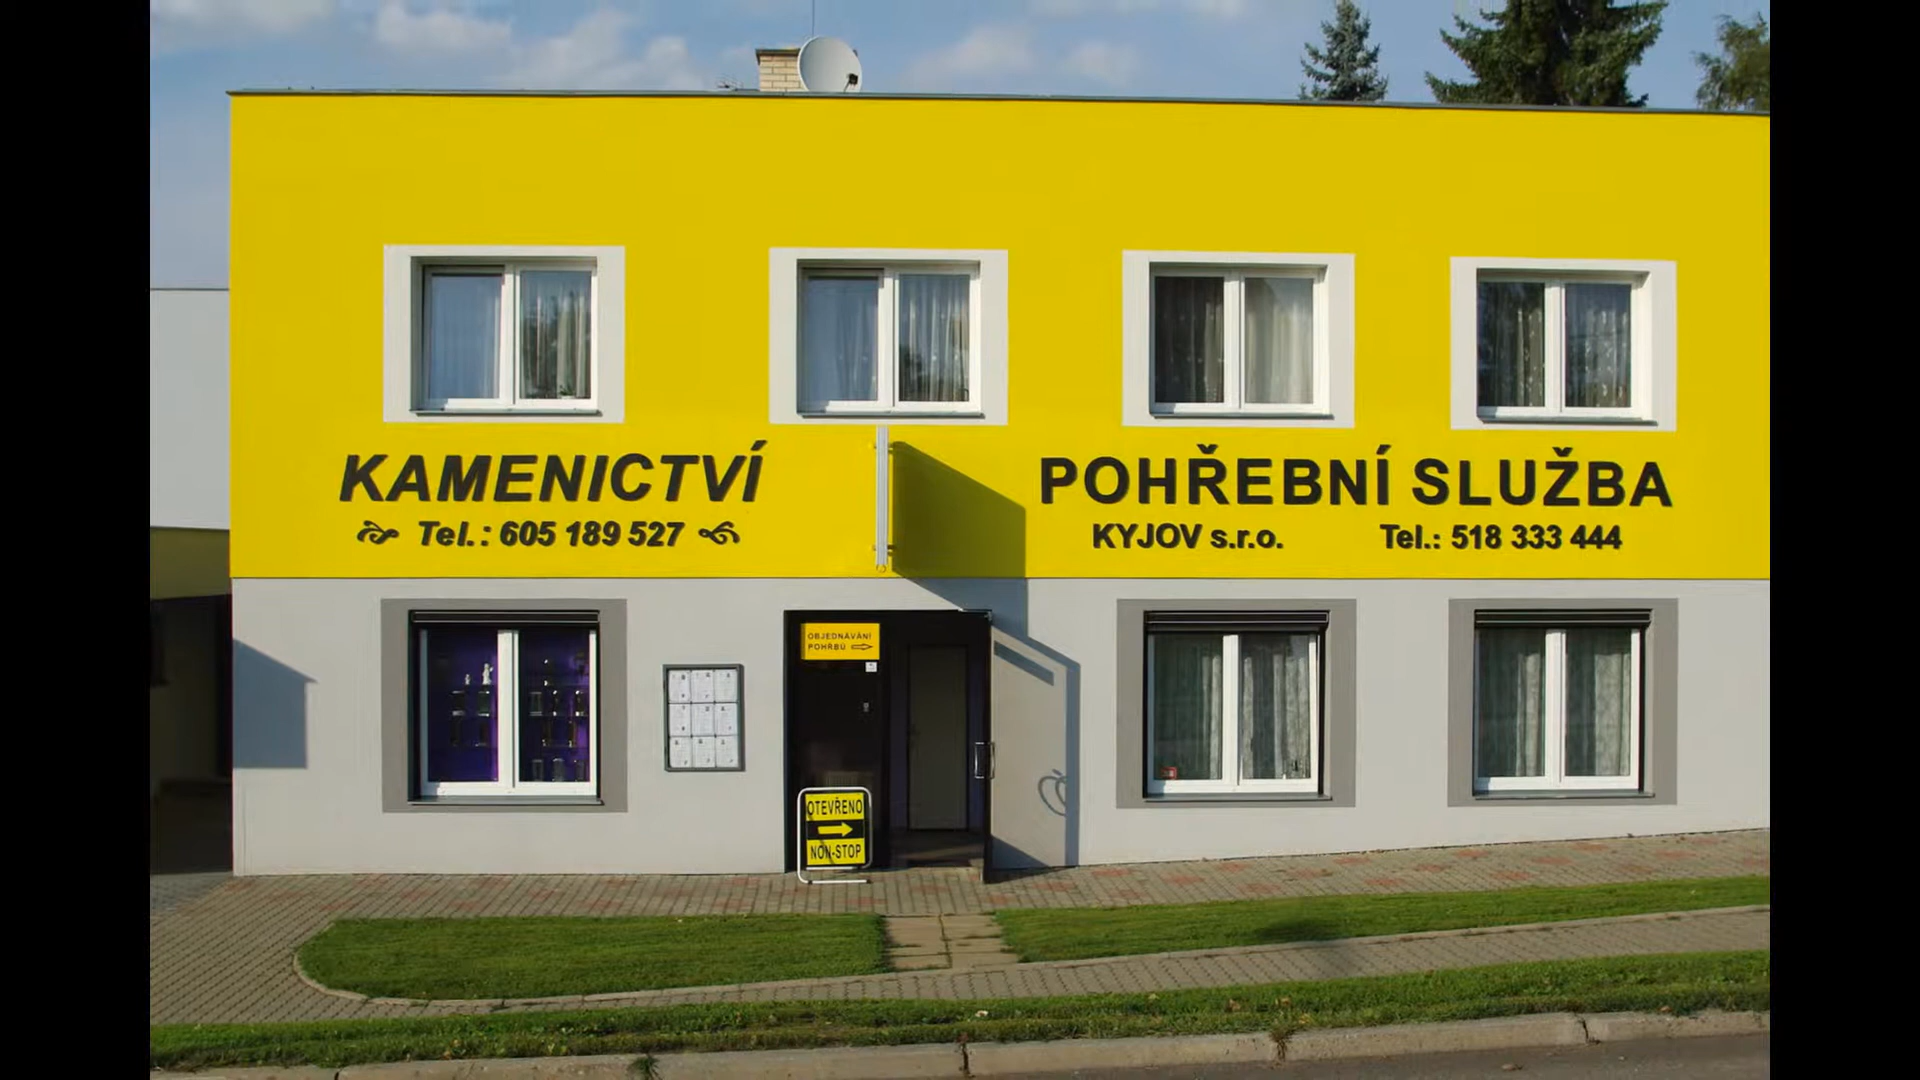 KAMENICTVÍ
Tel.: 605 189 527
POHŘEBNÍ SLUŽBA
KYJOV s.r.o. Tel.: 518 333 444
OBJEDNÁVÁNÍ
POHŘBŮ
OTEVŘENO
NON-STOP